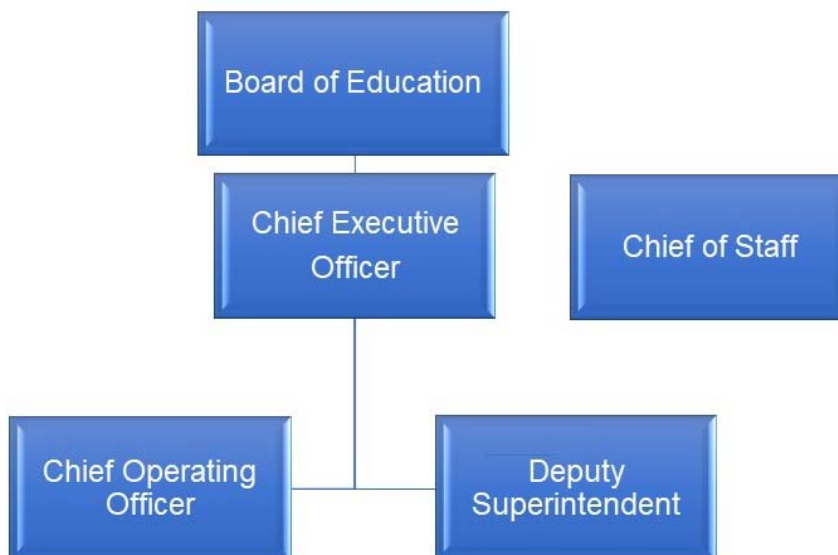 Board of Education
Chief Executive
Officer
Chief of Staff
Chief Operating
Officer
Deputy
Superintendent